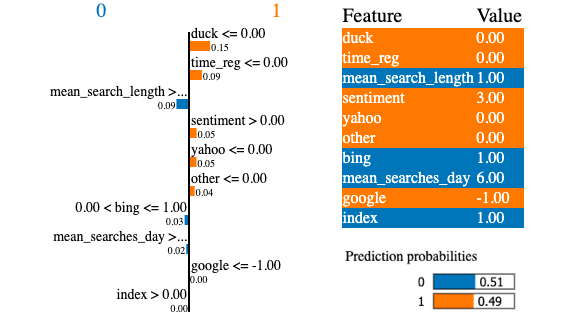 0 1
duck <= 0.00
0.15
time_reg <= 0.00
0.09
mean_search_length >...
0.09
sentiment > 0.00
0.05
yahoo <= 0.00
0.05
other <= 0.00
0.04
0.00 < bing <= 1.00
0.03
mean_searches_day >...
0.02
google <= -1.00
0.00
index > 0.00
0.00
Feature Value
duck 0.00
time_reg 0.00
mean_search_length 1.00
sentiment 3.00
yahoo 0.00
other 0.00
bing 1.00
mean_searches_day 6.00
google -1.00
index 1.00
Prediction probabilities
0 0.51
1 0.49